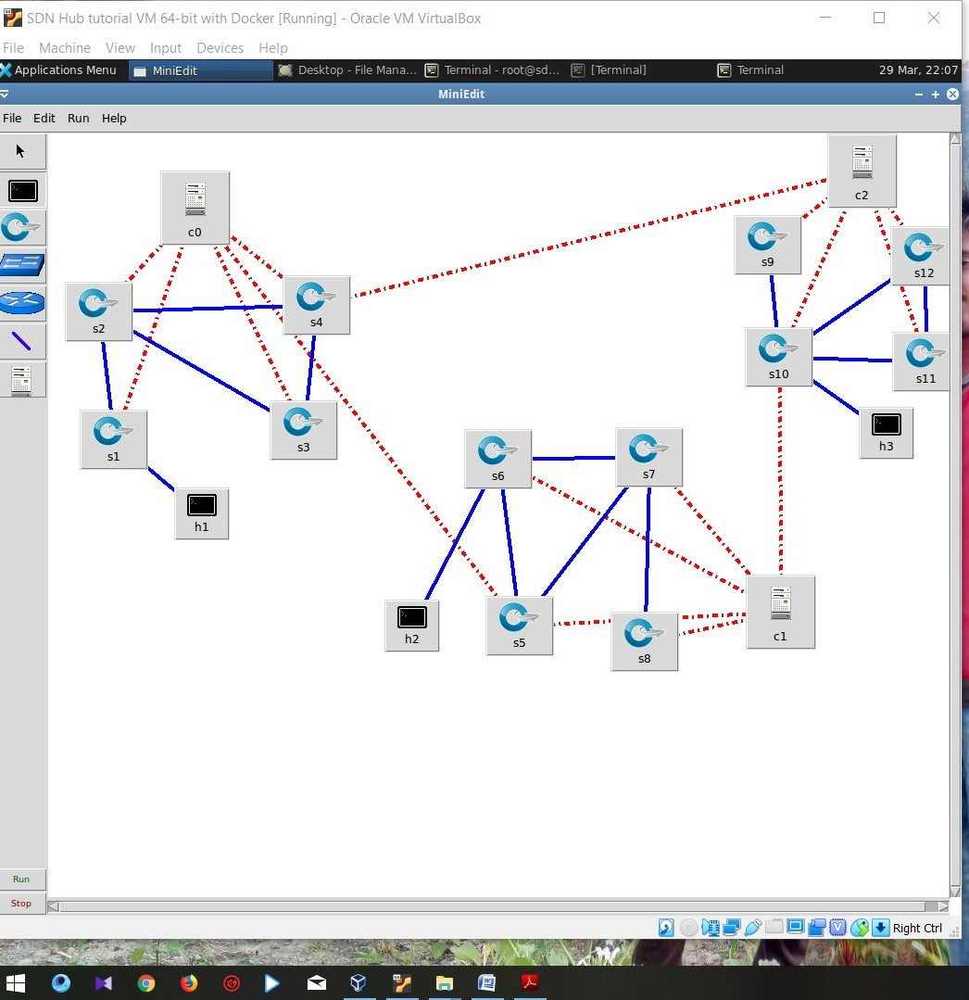 SDN Hub tutorial VM 64-bit with Docker [Running] - Oracle VM VirtualBox
File Machine View Input Devices Help
Applications Menu MiniEdit Desktop - File Mana... Terminal - root@sd... [Terminal] Terminal 29 Mar, 22:07
MiniEdit
File Edit Run Help
c2
c0
s9
s12
s2
s4
s10
s11
s3
h3
s1
s6
s7
h1
c1
h2
s5
s8
Run
Stop
V
Right Ctrl